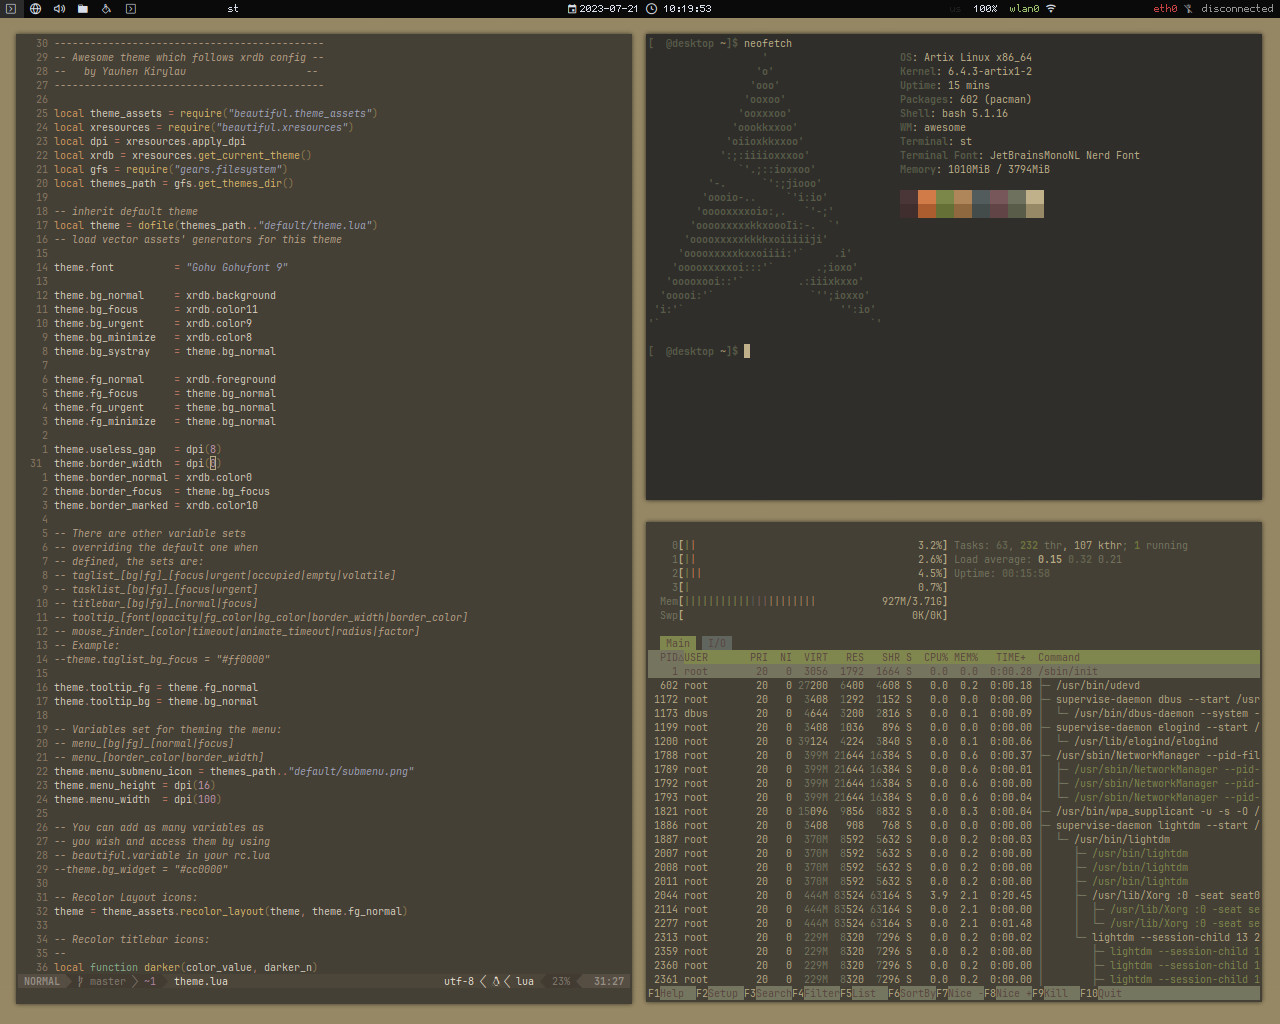 st
2023-07-21 10:19:53
us 100% wlan0
eth0 disconnected
30 ---------------------------------------------
29 -- Awesome theme which follows xrdb config --
28 --   by Yauhen Kirylau                    --
27 ---------------------------------------------
26
25 local theme_assets = require("beautiful.theme_assets")
24 local xresources = require("beautiful.xresources")
23 local dpi = xresources.apply_dpi
22 local xrdb = xresources.get_current_theme()
21 local gfs = require("gears.filesystem")
20 local themes_path = gfs.get_themes_dir()
19
18 -- inherit default theme
17 local theme = dofile(themes_path.."default/theme.lua")
16 -- load vector assets' generators for this theme
15
14 theme.font          = "Gohu Gohufont 9"
13
12 theme.bg_normal     = xrdb.background
11 theme.bg_focus      = xrdb.color11
10 theme.bg_urgent     = xrdb.color9
9 theme.bg_minimize   = xrdb.color8
8 theme.bg_systray    = theme.bg_normal
7
6 theme.fg_normal     = xrdb.foreground
5 theme.fg_focus      = theme.bg_normal
4 theme.fg_urgent     = theme.bg_normal
3 theme.fg_minimize   = theme.bg_normal
2
1 theme.useless_gap   = dpi(8)
31 theme.border_width  = dpi(0)
1 theme.border_normal = xrdb.color0
2 theme.border_focus  = theme.bg_focus
3 theme.border_marked = xrdb.color10
4
5 -- There are other variable sets
6 -- overriding the default one when
7 -- defined, the sets are:
8 -- taglist_[bg|fg]_[focus|urgent|occupied|empty|volatile]
9 -- tasklist_[bg|fg]_[focus|urgent]
10 -- titlebar_[bg|fg]_[normal|focus]
11 -- tooltip_[font|opacity|fg_color|bg_color|border_width|border_color]
12 -- mouse_finder_[color|timeout|animate_timeout|radius|factor]
13 -- Example:
14 --theme.taglist_bg_focus = "#ff0000"
15
16 theme.tooltip_fg = theme.fg_normal
17 theme.tooltip_bg = theme.bg_normal
18
19 -- Variables set for theming the menu:
20 -- menu_[bg|fg]_[normal|focus]
21 -- menu_[border_color|border_width]
22 theme.menu_submenu_icon = themes_path.."default/submenu.png"
23 theme.menu_height = dpi(16)
24 theme.menu_width  = dpi(100)
25
26 -- You can add as many variables as
27 -- you wish and access them by using
28 -- beautiful.variable in your rc.lua
29 --theme.bg_widget = "#cc0000"
30
31 -- Recolor Layout icons:
32 theme = theme_assets.recolor_layout(theme, theme.fg_normal)
33
34 -- Recolor titlebar icons:
35 --
36 local function darker(color_value, darker_n)
NORMAL master ~1 theme.lua utf-8 lua 23% 31:27
[  @desktop ~]$ neofetch
'
'o'
'ooo'
'ooxoo'
'ooxxxoo'
'oookkxxoo'
'oiioxkkxxoo'
':;:iiiioxxxoo'
`'.;::ioxxoo'
'-.      `':;jiooo'
'oooio-..     `'i:io'
'ooooxxxxoio:,.   `'-;'
'ooooxxxxxkkxoooIi:-.  `'
'ooooxxxxxkkkkxoiiiiiji'
'ooooxxxxxkxxoiiii:'`     .i'
'ooooxxxxxoi:::'`       .;ioxo'
'ooooxooi::'`         .:iiixkxxo'
'ooooi:'`                `'';ioxxo'
'i:'`                          '':io'
'`                                   `'
OS: Artix Linux x86_64
Kernel: 6.4.3-artix1-2
Uptime: 15 mins
Packages: 602 (pacman)
Shell: bash 5.1.16
WM: awesome
Terminal: st
Terminal Font: JetBrainsMonoNL Nerd Font
Memory: 1010MiB / 3794MiB
[  @desktop ~]$
0[|| 3.2%] Tasks: 63, 232 thr, 107 kthr; 1 running
1[|| 2.6%] Load average: 0.15 0.32 0.21
2[||| 4.5%] Uptime: 00:15:58
3[| 0.7%]
Mem[|||||||||||||||||||||| 927M/3.71G]
Swp[ 0K/0K]
Main I/O
PID△USER PRI NI VIRT RES SHR S CPU% MEM% TIME+ Command
1 root 20 0 3056 1792 1664 S 0.0 0.0 0:00.28 /sbin/init
602 root 20 0 27200 6400 4608 S 0.0 0.2 0:00.18 ├─ /usr/bin/udevd
1172 root 20 0 3408 1292 1152 S 0.0 0.0 0:00.00 ├─ supervise-daemon dbus --start /usr
1173 dbus 20 0 4644 3200 2816 S 0.0 0.1 0:00.09 │  └─ /usr/bin/dbus-daemon --system -
1199 root 20 0 3408 1036 896 S 0.0 0.0 0:00.00 ├─ supervise-daemon elogind --start /
1200 root 20 0 39124 4224 3840 S 0.0 0.1 0:00.06 │  └─ /usr/lib/elogind/elogind
1788 root 20 0 399M 21644 16384 S 0.0 0.6 0:00.37 ├─ /usr/sbin/NetworkManager --pid-fil
1789 root 20 0 399M 21644 16384 S 0.0 0.6 0:00.01 │  ├─ /usr/sbin/NetworkManager --pid-
1792 root 20 0 399M 21644 16384 S 0.0 0.6 0:00.00 │  ├─ /usr/sbin/NetworkManager --pid-
1793 root 20 0 399M 21644 16384 S 0.0 0.6 0:00.04 │  └─ /usr/sbin/NetworkManager --pid-
1821 root 20 0 15096 9856 8832 S 0.0 0.3 0:00.04 ├─ /usr/bin/wpa_supplicant -u -s -O /
1886 root 20 0 3408 908 768 S 0.0 0.0 0:00.00 ├─ supervise-daemon lightdm --start /
1887 root 20 0 370M 8592 5632 S 0.0 0.2 0:00.03 │  └─ /usr/bin/lightdm
2007 root 20 0 370M 8592 5632 S 0.0 0.2 0:00.00 │     ├─ /usr/bin/lightdm
2008 root 20 0 370M 8592 5632 S 0.0 0.2 0:00.00 │     ├─ /usr/bin/lightdm
2011 root 20 0 370M 8592 5632 S 0.0 0.2 0:00.00 │     ├─ /usr/bin/lightdm
2044 root 20 0 444M 83524 63164 S 3.9 2.1 0:20.45 │     ├─ /usr/lib/Xorg :0 -seat seat0
2114 root 20 0 444M 83524 63164 S 0.0 2.1 0:00.00 │     │  ├─ /usr/lib/Xorg :0 -seat se
2277 root 20 0 444M 83524 63164 S 0.0 2.1 0:01.48 │     │  └─ /usr/lib/Xorg :0 -seat se
2313 root 20 0 229M 8320 7296 S 0.0 0.2 0:00.02 │     └─ lightdm --session-child 13 2
2359 root 20 0 229M 8320 7296 S 0.0 0.2 0:00.00 │        ├─ lightdm --session-child 1
2360 root 20 0 229M 8320 7296 S 0.0 0.2 0:00.00 │        ├─ lightdm --session-child 1
2361 root 20 0 229M 8320 7296 S 0.0 0.2 0:00.00 │        ├─ lightdm --session-child 1
F1Help F2Setup F3SearchF4FilterF5List F6SortByF7Nice -F8Nice +F9Kill F10Quit